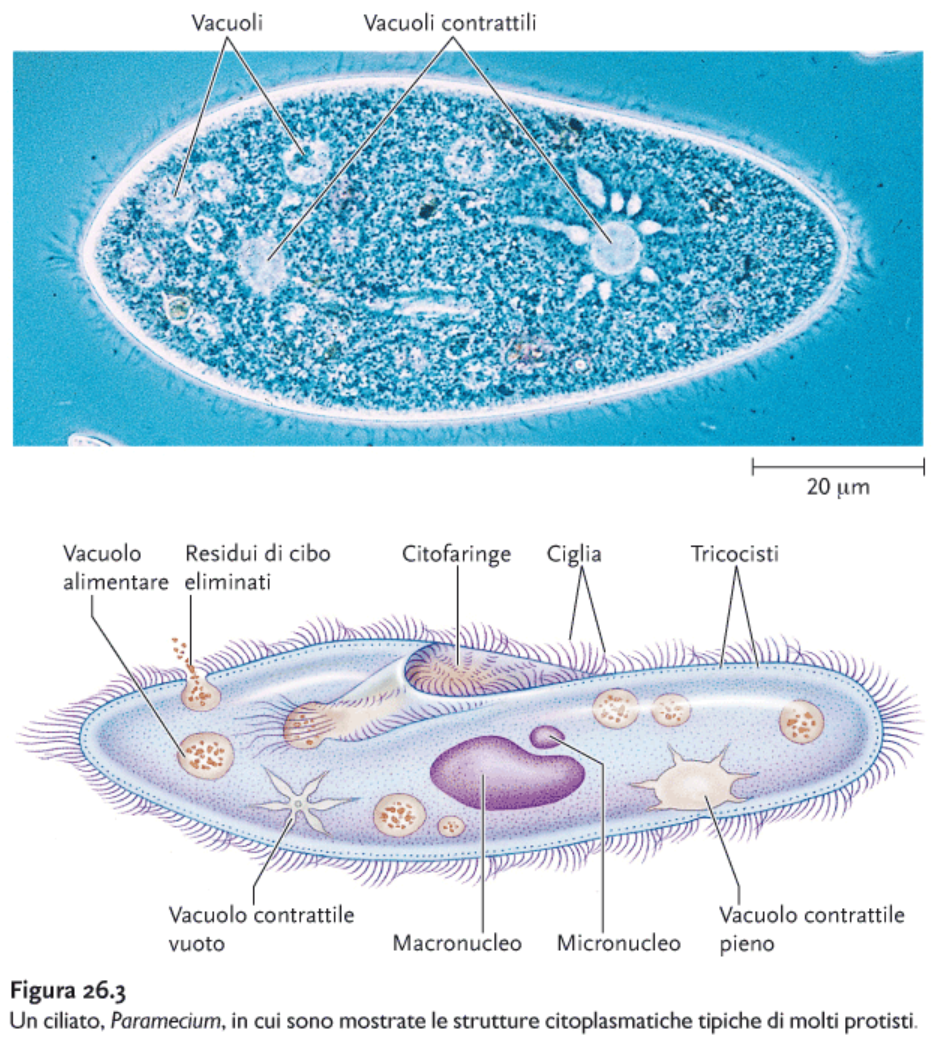 Vacuoli
Vacuoli contrattili
20 µm
Vacuolo
alimentare
Residui di cibo
eliminati
Citofaringe
Ciglia
Tricocisti
Vacuolo contrattile
vuoto
Macronucleo
Micronucleo
Vacuolo contrattile
pieno
Figura 26.3
Un ciliato, Paramecium, in cui sono mostrate le strutture citoplasmatiche tipiche di molti protisti.